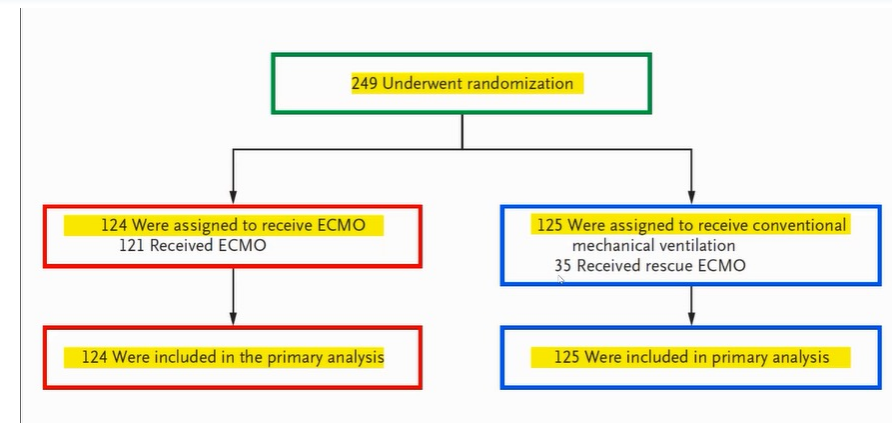 249 Underwent randomization
124 Were assigned to receive ECMO
121 Received ECMO
125 Were assigned to receive conventional
mechanical ventilation
35 Received rescue ECMO
124 Were included in the primary analysis
125 Were included in primary analysis